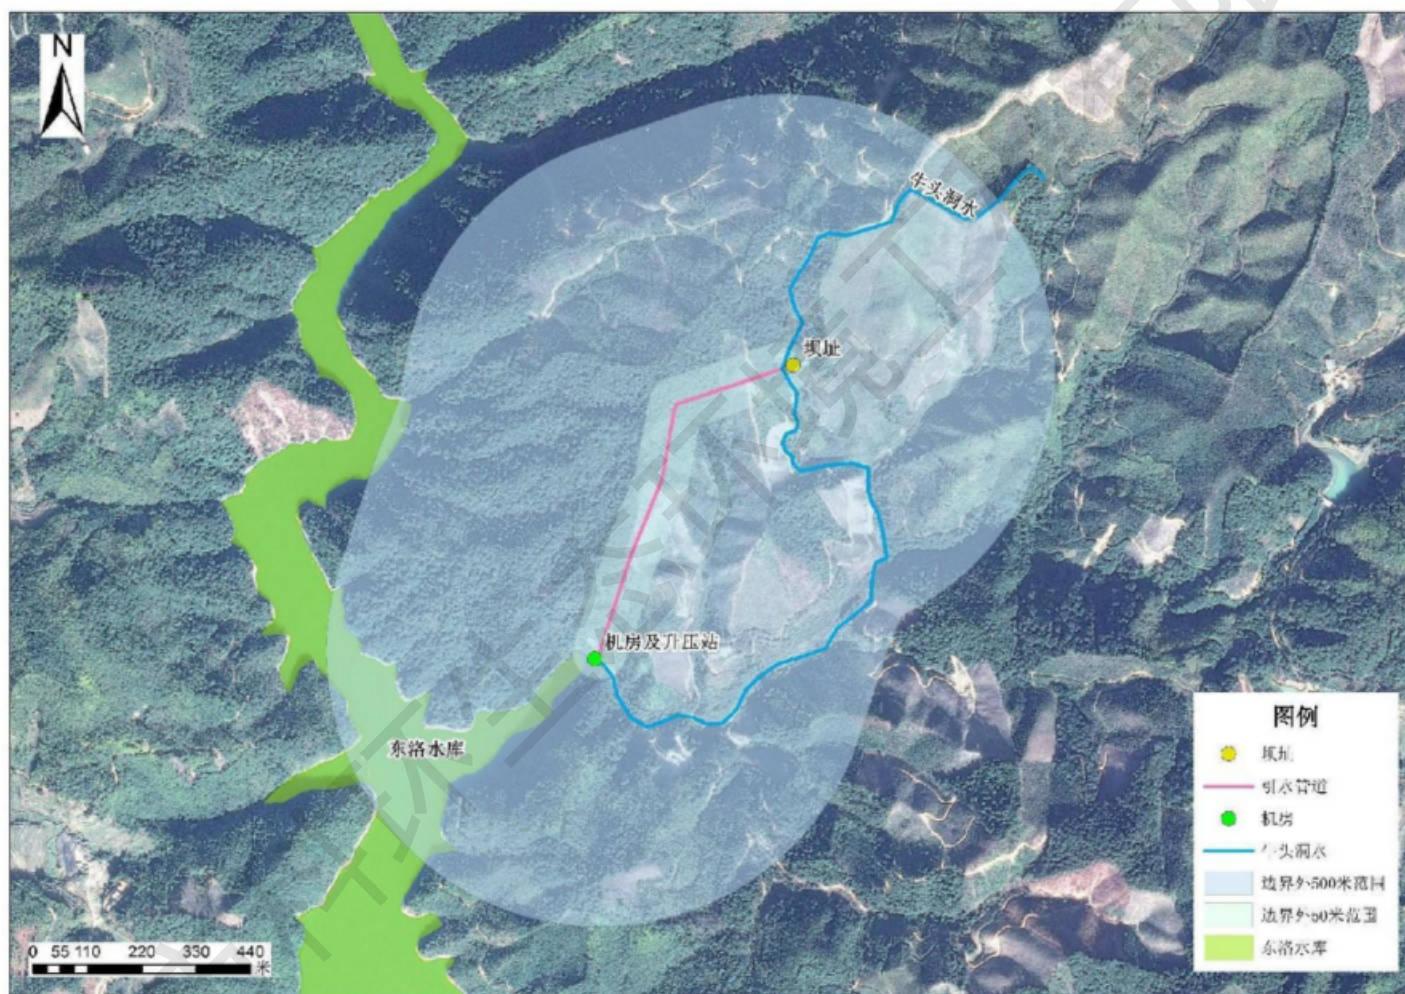 N
牛头洞水
坝址
机房及升压站
东洛水库
图例
坝址
引水管道
机房
牛头洞水
边界外500米范围
边界外50米范围
东洛水库
0 55 110 220 330 440
米